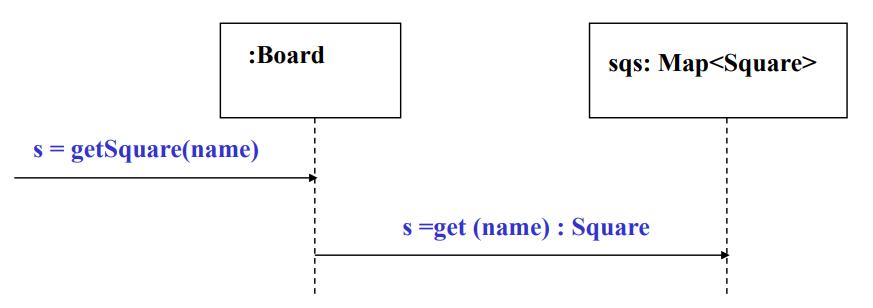 :Board
sqs: Map<Square>
s = getSquare(name)
s =get (name) : Square